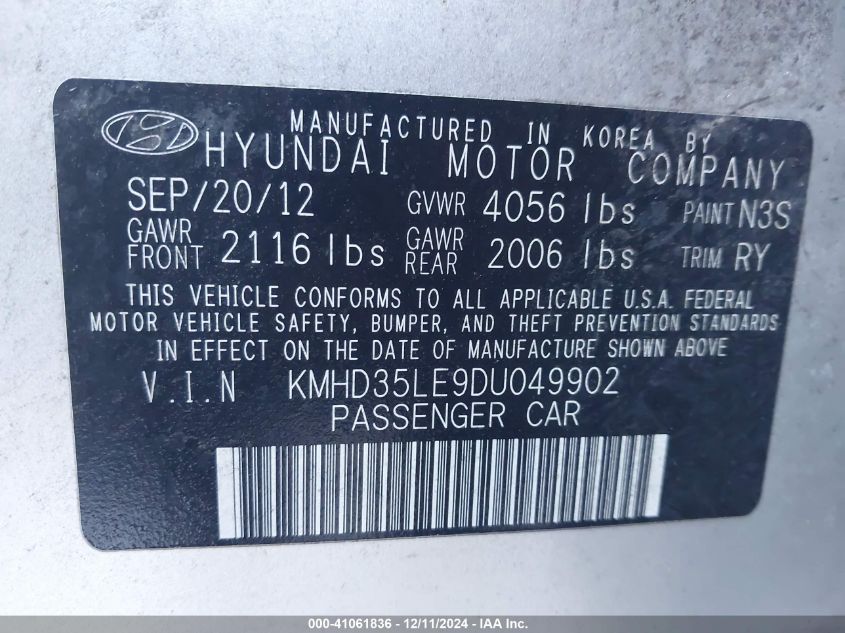 MANUFACTURED IN KOREA BY
HYUNDAI MOTOR COMPANY
SEP/20/12 GVWR 4056 lbs PAINT N3S
GAWR FRONT 2116 lbs GAWR REAR 2006 lbs TRIM RY
THIS VEHICLE CONFORMS TO ALL APPLICABLE U.S.A. FEDERAL
MOTOR VEHICLE SAFETY, BUMPER, AND THEFT PREVENTION STANDARDS
IN EFFECT ON THE DATE OF MANUFACTURE SHOWN ABOVE
V.I.N KMHD35LE9DU049902
PASSENGER CAR
000-41061836 - 12/11/2024 - IAA Inc.